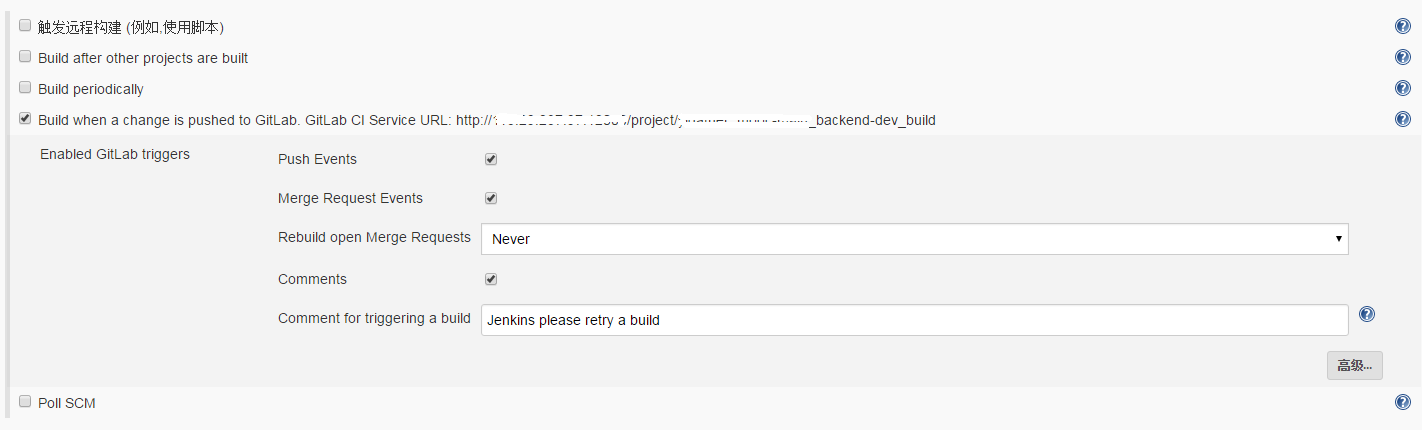 触发远程构建 (例如,使用脚本)
Build after other projects are built
Build periodically
Build when a change is pushed to GitLab. GitLab CI Service URL: http:// /project/ _backend-dev_build
Enabled GitLab triggers
Push Events
Merge Request Events
Rebuild open Merge Requests Never
Comments
Comment for triggering a build Jenkins please retry a build
高级...
Poll SCM